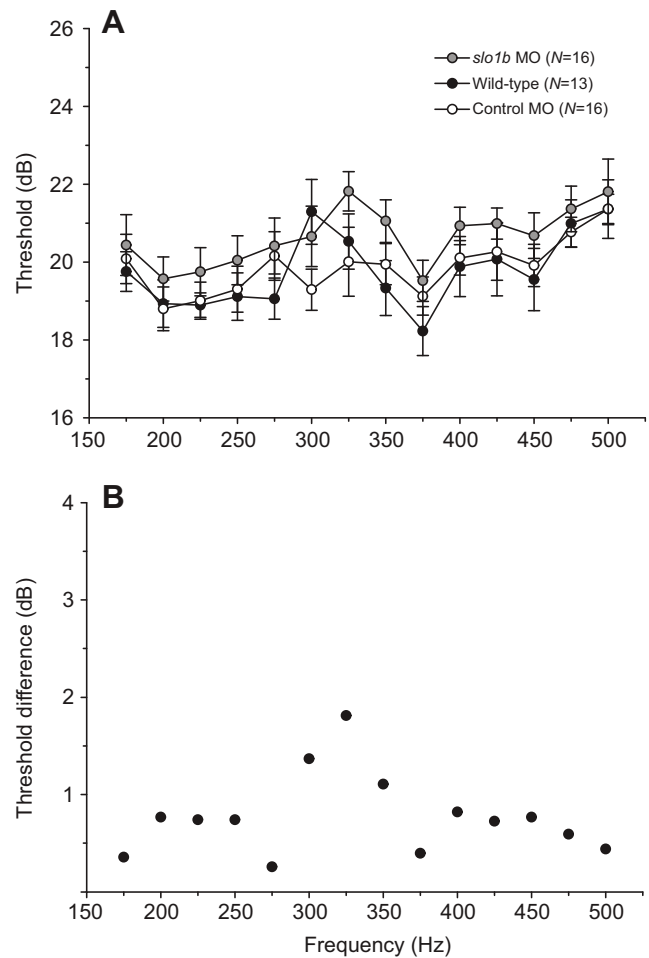 A
26
24
22
20
18
16
Threshold (dB)
slo1b MO (N=16)
Wild-type (N=13)
Control MO (N=16)
150 200 250 300 350 400 450 500
B
4
3
2
1
Threshold difference (dB)
150 200 250 300 350 400 450 500
Frequency (Hz)